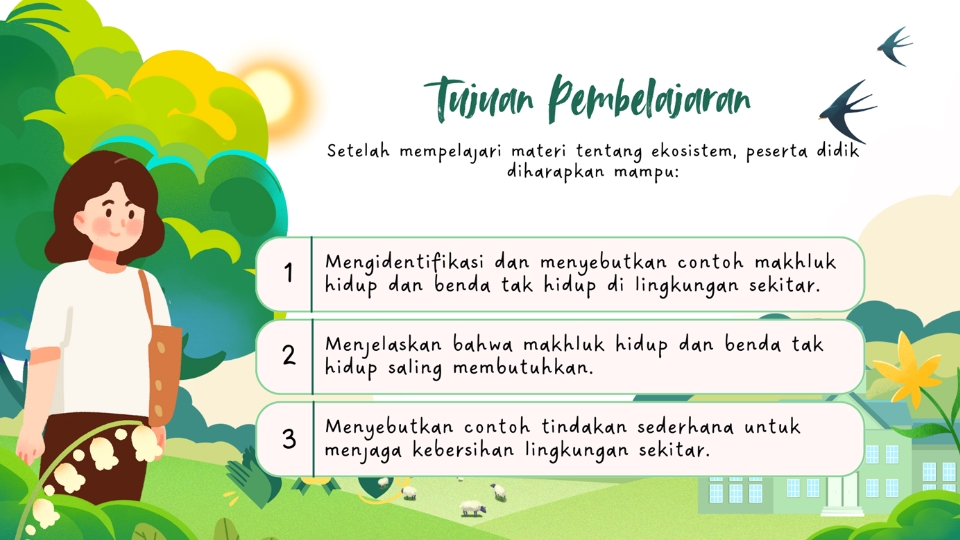 Tujuan Pembelajaran
Setelah mempelajari materi tentang ekosistem, peserta didik
diharapkan mampu:
1
Mengidentifikasi dan menyebutkan contoh makhluk
hidup dan benda tak hidup di lingkungan sekitar.
2
Menjelaskan bahwa makhluk hidup dan benda tak
hidup saling membutuhkan.
3
Menyebutkan contoh tindakan sederhana untuk
menjaga kebersihan lingkungan sekitar.